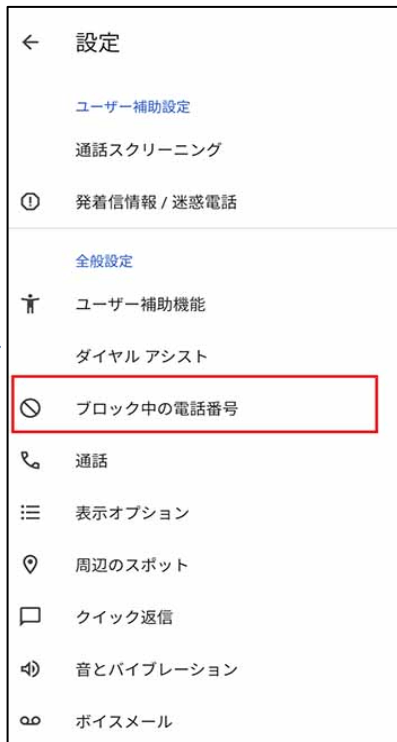 設定
ユーザー補助設定
通話スクリーニング
発着信情報 / 迷惑電話
全般設定
ユーザー補助機能
ダイヤル アシスト
ブロック中の電話番号
通話
表示オプション
周辺のスポット
クイック返信
音とバイブレーション
ボイスメール